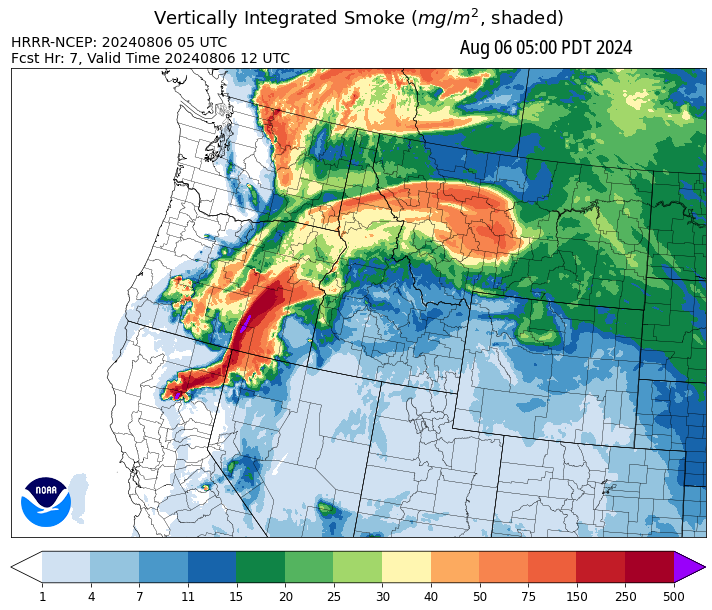 Vertically Integrated Smoke (mg/m², shaded)
HRRR-NCEP: 20240806 05 UTC
Fcst Hr: 7, Valid Time 20240806 12 UTC
Aug 06 05:00 PDT 2024
NOAA
1 4 7 11 15 20 25 30 40 50 75 150 250 500